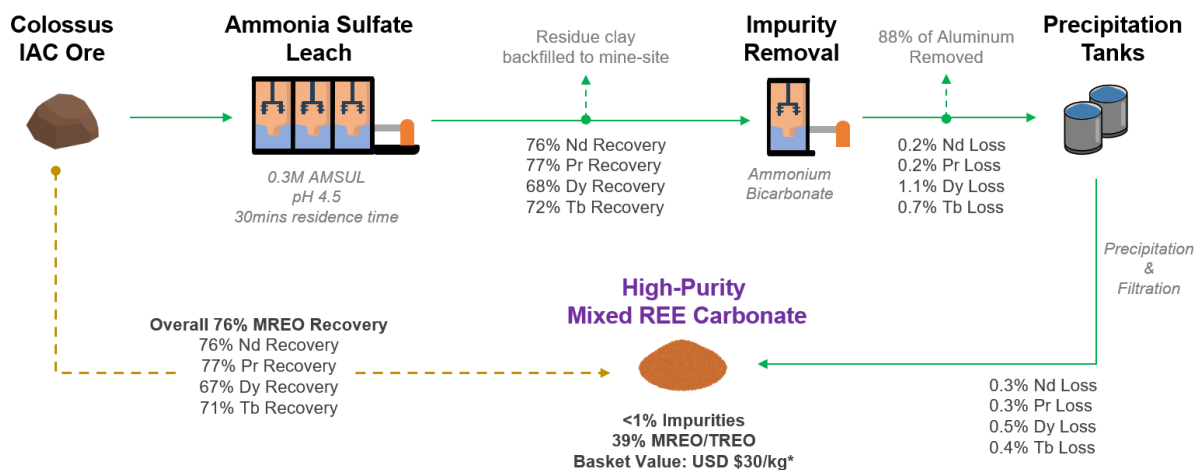 Colossus
IAC Ore
Ammonia Sulfate
Leach
0.3M AMSUL
pH 4.5
30mins residence time
Residue clay
backfilled to mine-site
76% Nd Recovery
77% Pr Recovery
68% Dy Recovery
72% Tb Recovery
Impurity
Removal
Ammonium
Bicarbonate
88% of Aluminum
Removed
0.2% Nd Loss
0.2% Pr Loss
1.1% Dy Loss
0.7% Tb Loss
Precipitation
Tanks
Precipitation
&
Filtration
0.3% Nd Loss
0.3% Pr Loss
0.5% Dy Loss
0.4% Tb Loss
High-Purity
Mixed REE Carbonate
<1% Impurities
39% MREO/TREO
Basket Value: USD $30/kg*
Overall 76% MREO Recovery
76% Nd Recovery
77% Pr Recovery
67% Dy Recovery
71% Tb Recovery